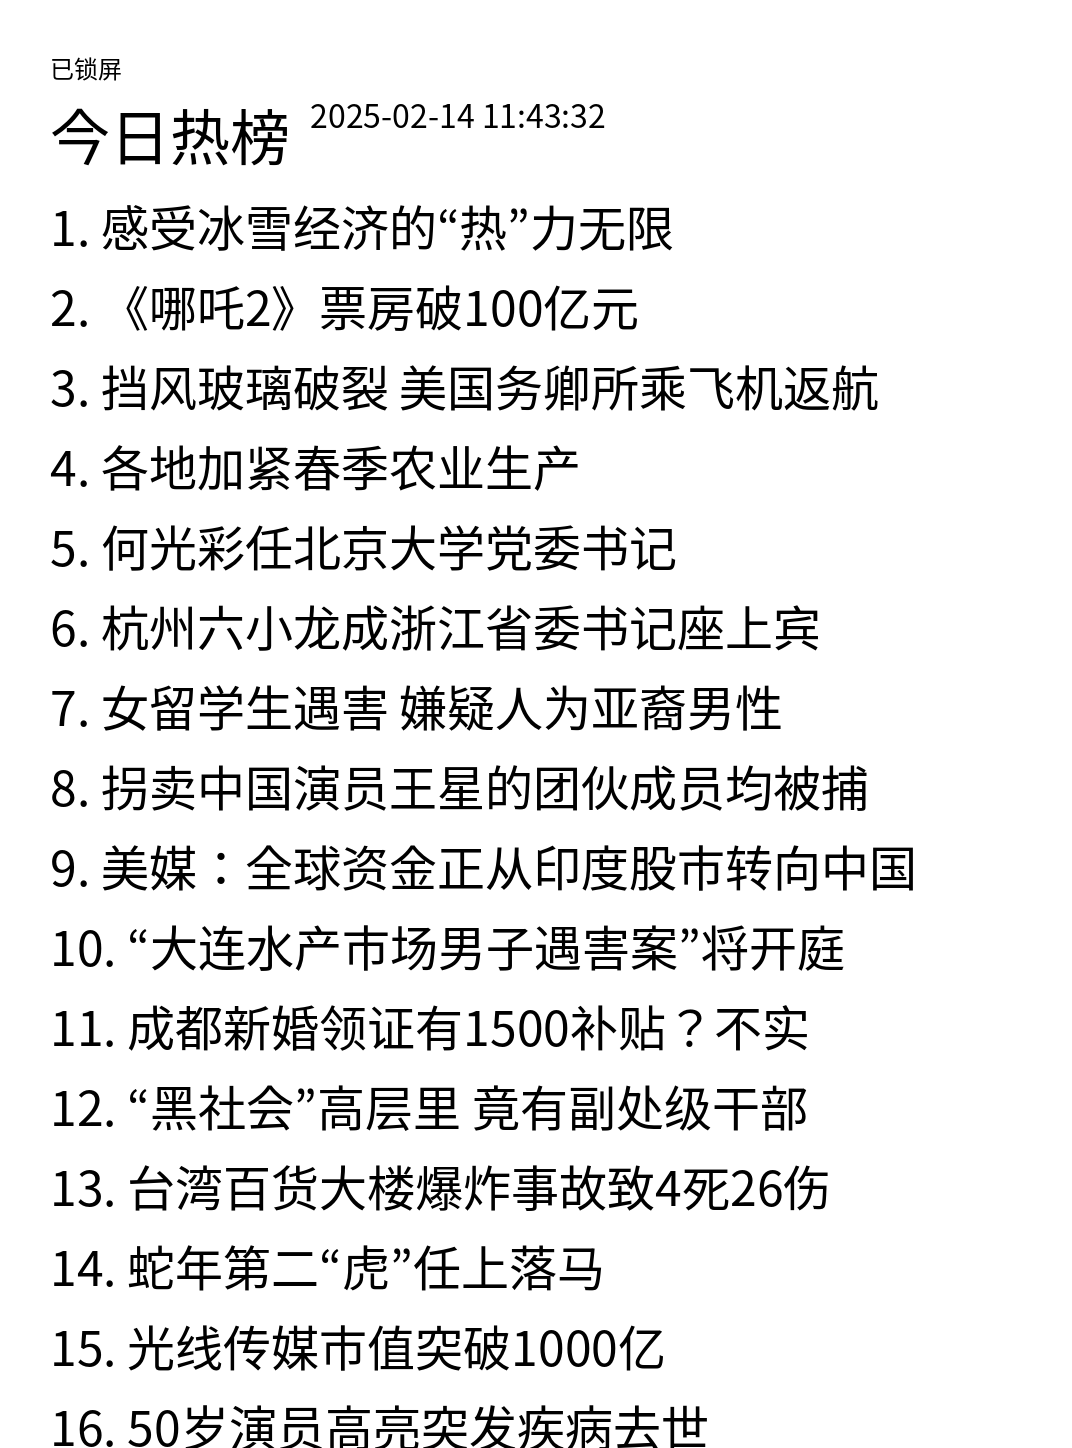 已锁屏
今日热榜 2025-02-14 11:43:32
1. 感受冰雪经济的“热”力无限
2. 《哪吒2》票房破100亿元
3. 挡风玻璃破裂 美国务卿所乘飞机返航
4. 各地加紧春季农业生产
5. 何光彩任北京大学党委书记
6. 杭州六小龙成浙江省委书记座上宾
7. 女留学生遇害 嫌疑人为亚裔男性
8. 拐卖中国演员王星的团伙成员均被捕
9. 美媒：全球资金正从印度股市转向中国
10. “大连水产市场男子遇害案”将开庭
11. 成都新婚领证有1500补贴？不实
12. “黑社会”高层里 竟有副处级干部
13. 台湾百货大楼爆炸事故致4死26伤
14. 蛇年第二“虎”任上落马
15. 光线传媒市值突破1000亿
16. 50岁演员高亮突发疾病去世